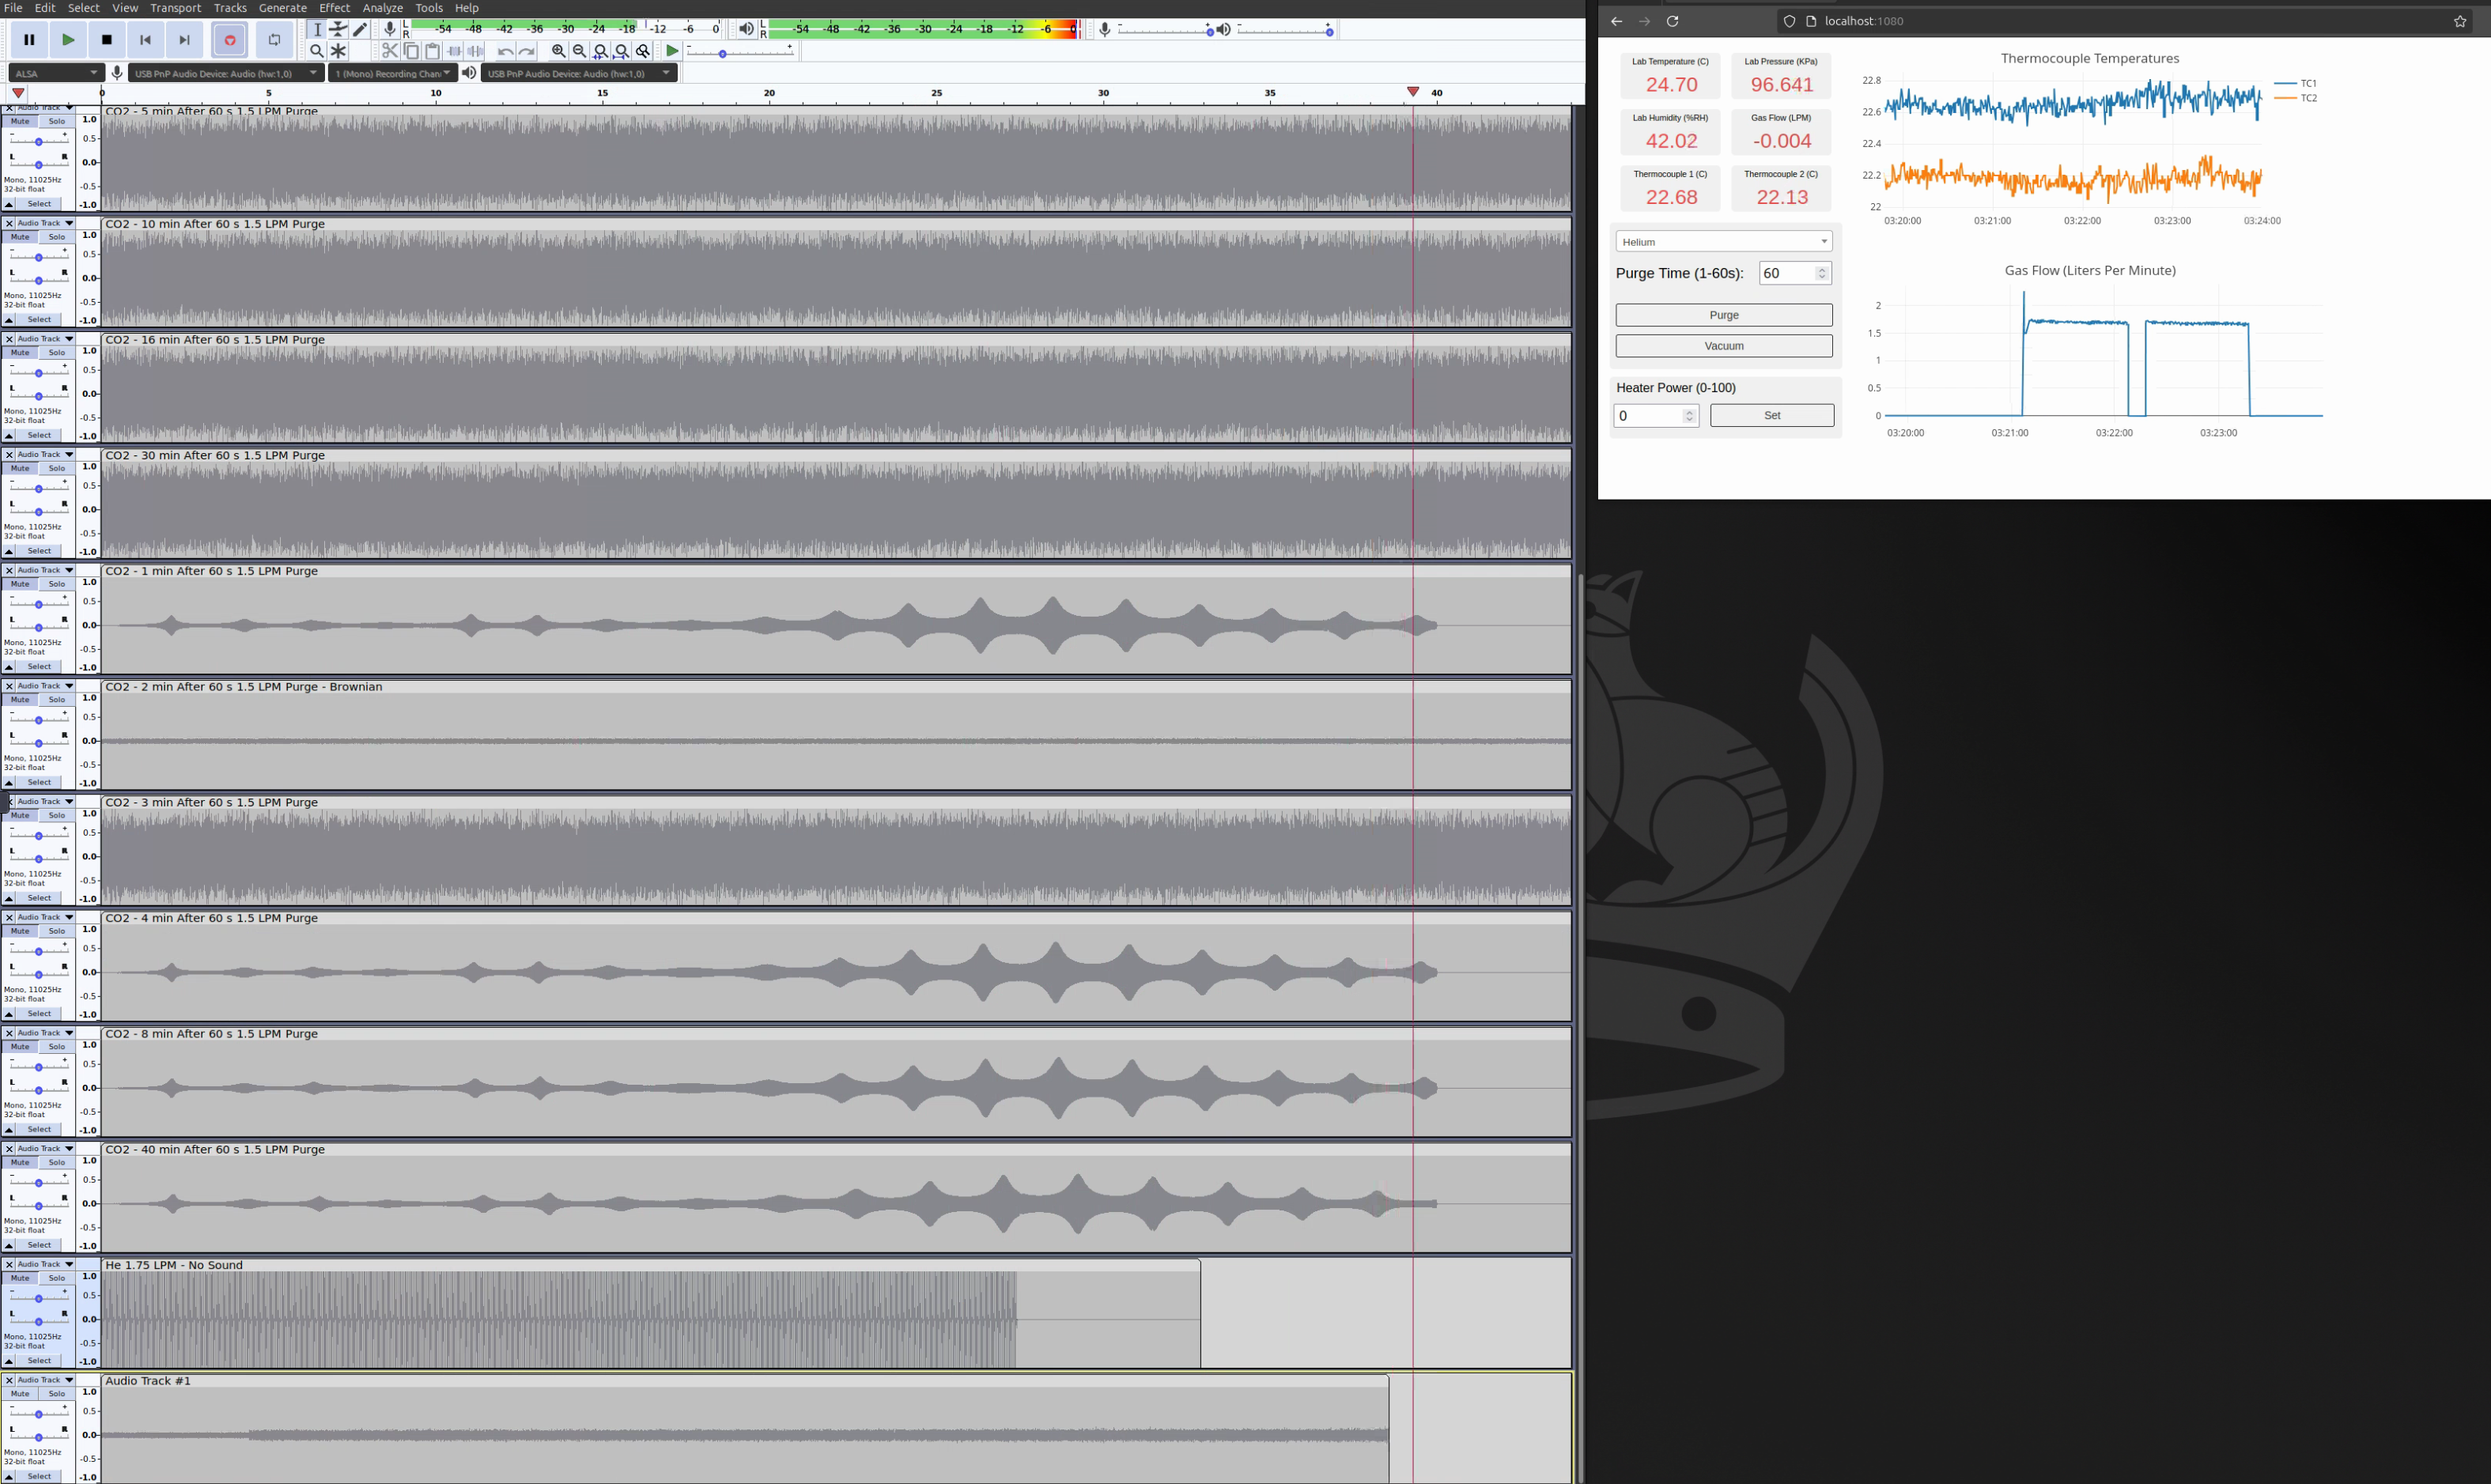 File Edit Select View Transport Tracks Generate Effect Analyze Tools Help
L R -54 -48 -42 -36 -30 -24 -18 -12 -6 0
L R -54 -48 -42 -36 -30 -24 -18 -12 -6 0
ALSA USB PnP Audio Device: Audio (hw:1,0) 1 (Mono) Recording Chan USB PnP Audio Device: Audio (hw:1,0)
0 5 10 15 20 25 30 35 40
Audio Track CO2 - 5 min After 60 s 1.5 LPM Purge
Mute Solo 1.0
- + 0.5
L R 0.0
Mono, 11025Hz -0.5
32-bit float
Select -1.0
Audio Track CO2 - 10 min After 60 s 1.5 LPM Purge
Mute Solo 1.0
- + 0.5
L R 0.0
Mono, 11025Hz -0.5
32-bit float
Select -1.0
Audio Track CO2 - 16 min After 60 s 1.5 LPM Purge
Mute Solo 1.0
- + 0.5
L R 0.0
Mono, 11025Hz -0.5
32-bit float
Select -1.0
Audio Track CO2 - 30 min After 60 s 1.5 LPM Purge
Mute Solo 1.0
- + 0.5
L R 0.0
Mono, 11025Hz -0.5
32-bit float
Select -1.0
Audio Track CO2 - 1 min After 60 s 1.5 LPM Purge
Mute Solo 1.0
- + 0.5
L R 0.0
Mono, 11025Hz -0.5
32-bit float
Select -1.0
Audio Track CO2 - 2 min After 60 s 1.5 LPM Purge - Brownian
Mute Solo 1.0
- + 0.5
L R 0.0
Mono, 11025Hz -0.5
32-bit float
Select -1.0
Audio Track CO2 - 3 min After 60 s 1.5 LPM Purge
Mute Solo 1.0
- + 0.5
L R 0.0
Mono, 11025Hz -0.5
32-bit float
Select -1.0
Audio Track CO2 - 4 min After 60 s 1.5 LPM Purge
Mute Solo 1.0
- + 0.5
L R 0.0
Mono, 11025Hz -0.5
32-bit float
Select -1.0
Audio Track CO2 - 8 min After 60 s 1.5 LPM Purge
Mute Solo 1.0
- + 0.5
L R 0.0
Mono, 11025Hz -0.5
32-bit float
Select -1.0
Audio Track CO2 - 40 min After 60 s 1.5 LPM Purge
Mute Solo 1.0
- + 0.5
L R 0.0
Mono, 11025Hz -0.5
32-bit float
Select -1.0
Audio Track He 1.75 LPM - No Sound
Mute Solo 1.0
- + 0.5
L R 0.0
Mono, 11025Hz -0.5
32-bit float
Select -1.0
Audio Track Audio Track #1
Mute Solo 1.0
- + 0.5
L R 0.0
Mono, 11025Hz -0.5
32-bit float
Select -1.0
localhost:1080
Lab Temperature (C) Lab Pressure (KPa)
24.70 96.641
Lab Humidity (%RH) Gas Flow (LPM)
42.02 -0.004
Thermocouple 1 (C) Thermocouple 2 (C)
22.68 22.13
Helium
Purge Time (1-60s): 60
Purge
Vacuum
Heater Power (0-100)
0 Set
Thermocouple Temperatures
22.8
22.6
22.4
22.2
22
03:20:00 03:21:00 03:22:00 03:23:00 03:24:00
TC1
TC2
Gas Flow (Liters Per Minute)
2
1.5
1
0.5
0
03:20:00 03:21:00 03:22:00 03:23:00